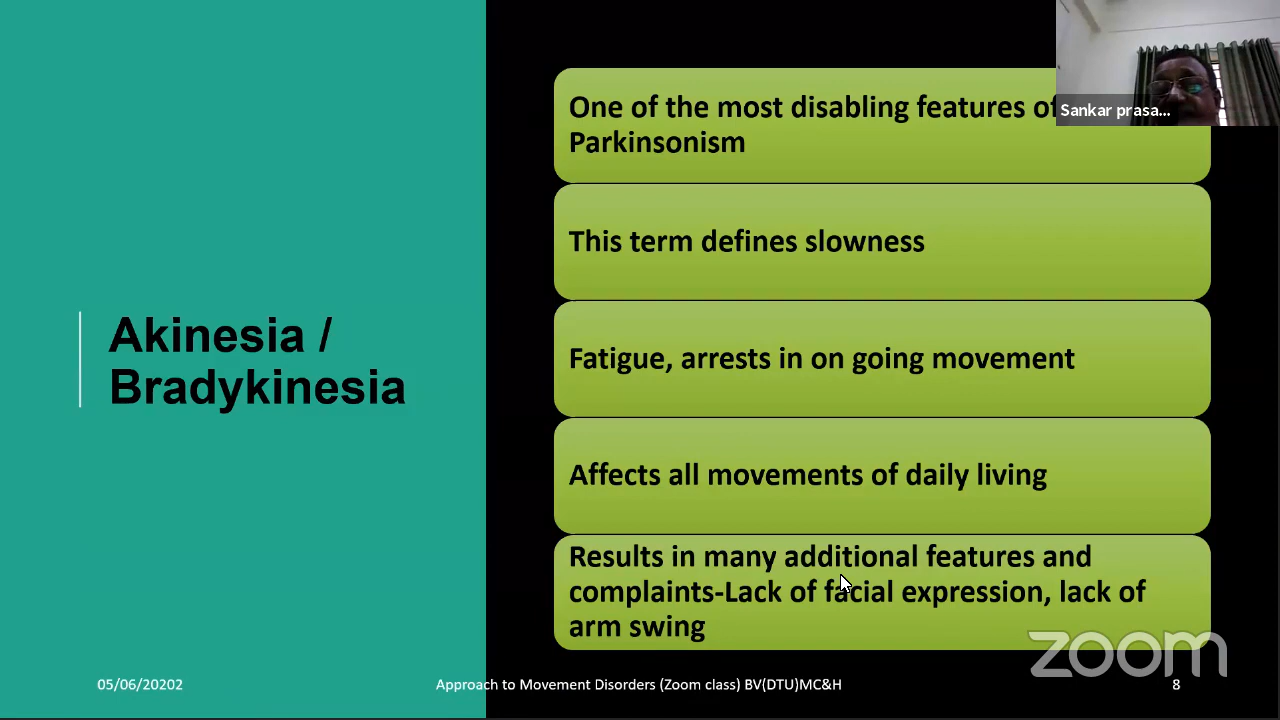 Akinesia /
Bradykinesia
One of the most disabling features of
Parkinsonism
This term defines slowness
Fatigue, arrests in on going movement
Affects all movements of daily living
Results in many additional features and
complaints-Lack of facial expression, lack of
arm swing
Sankar prasa...
zoom
05/06/20202
Approach to Movement Disorders (Zoom class) BV(DTU)MC&H
8